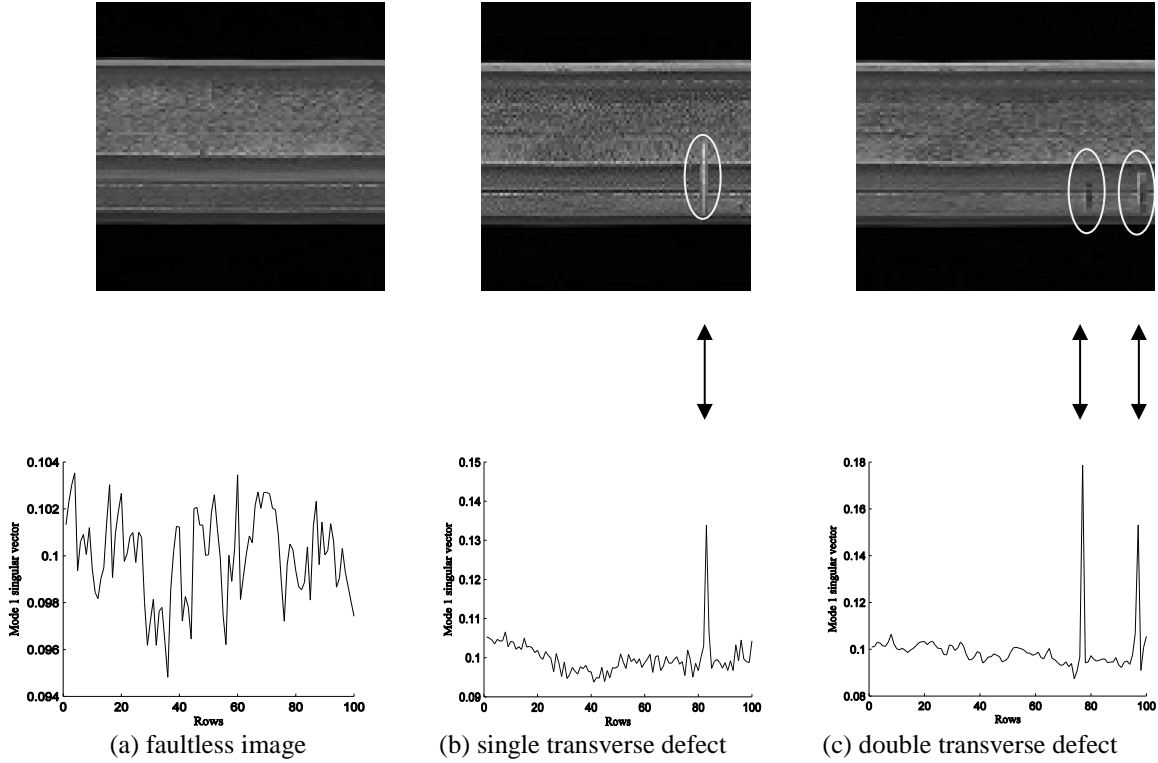 0.104
0.102
0.1
0.098
0.096
0.094
Mode 1 singular vector
0 20 40 60 80 100
Rows
0.15
0.14
0.13
0.12
0.11
0.1
0.09
Mode 1 singular vector
0 20 40 60 80 100
Rows
0.18
0.16
0.14
0.12
0.1
0.08
Mode 1 singular vector
0 20 40 60 80 100
Rows
(a) faultless image
(b) single transverse defect
(c) double transverse defect